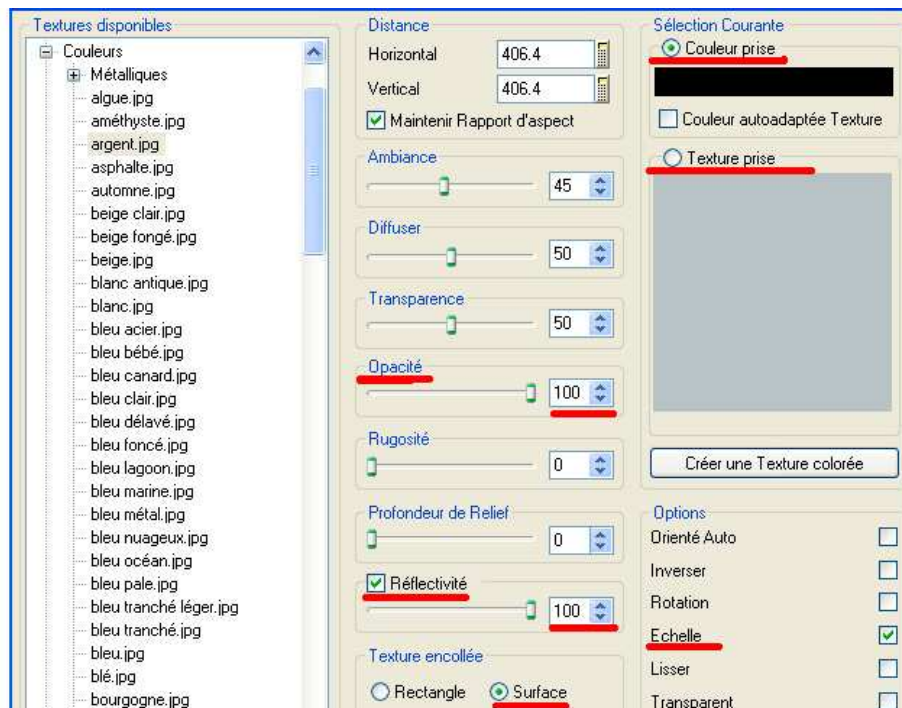 Textures disponibles
Couleurs
Métalliques
algue.jpg
améthyste.jpg
argent.jpg
asphalte.jpg
automne.jpg
beige clair.jpg
beige fongé.jpg
beige.jpg
blanc antique.jpg
blanc.jpg
bleu acier.jpg
bleu bébé.jpg
bleu canard.jpg
bleu clair.jpg
bleu délavé.jpg
bleu foncé.jpg
bleu lagoon.jpg
bleu marine.jpg
bleu métal.jpg
bleu nuageux.jpg
bleu océan.jpg
bleu pale.jpg
bleu tranché léger.jpg
bleu tranché.jpg
bleu.jpg
blé.jpg
bourgogne.jpg
Distance
Horizontal 406.4
Vertical 406.4
Maintenir Rapport d'aspect
Ambiance
45
Diffuser
50
Transparence
50
Opacité
100
Rugosité
0
Profondeur de Relief
0
Réflectivité
100
Texture encollée
Rectangle Surface
Sélection Courante
Couleur prise
Couleur autoadaptée Texture
Texture prise
Créer une Texture colorée
Options
Orienté Auto
Inverser
Rotation
Echelle
Lisser
Transparent